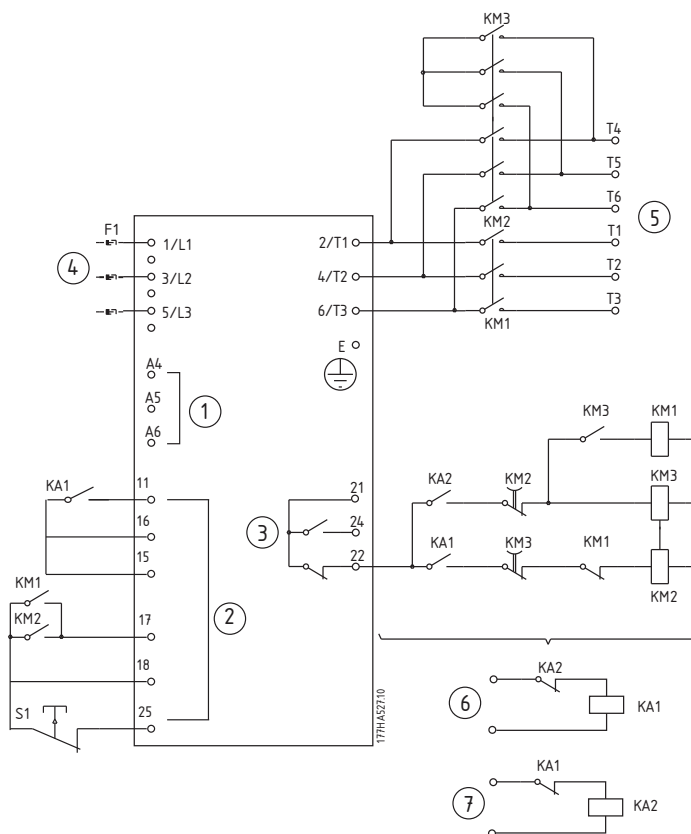 KM3
T4
T5
T6
5
F1
1/L1
2/T1
KM2
T1
4
3/L2
4/T2
T2
5/L3
6/T3
KM1
T3
E
A4
A5
1
A6
KM3
KM1
KA1
11
21
KA2
KM2
KM3
16
3
24
15
22
KA1
KM3
KM1
KM2
KM1
KM2
17
2
18
S1
25
177HA527.10
6
KA2
KA1
7
KA1
KA2